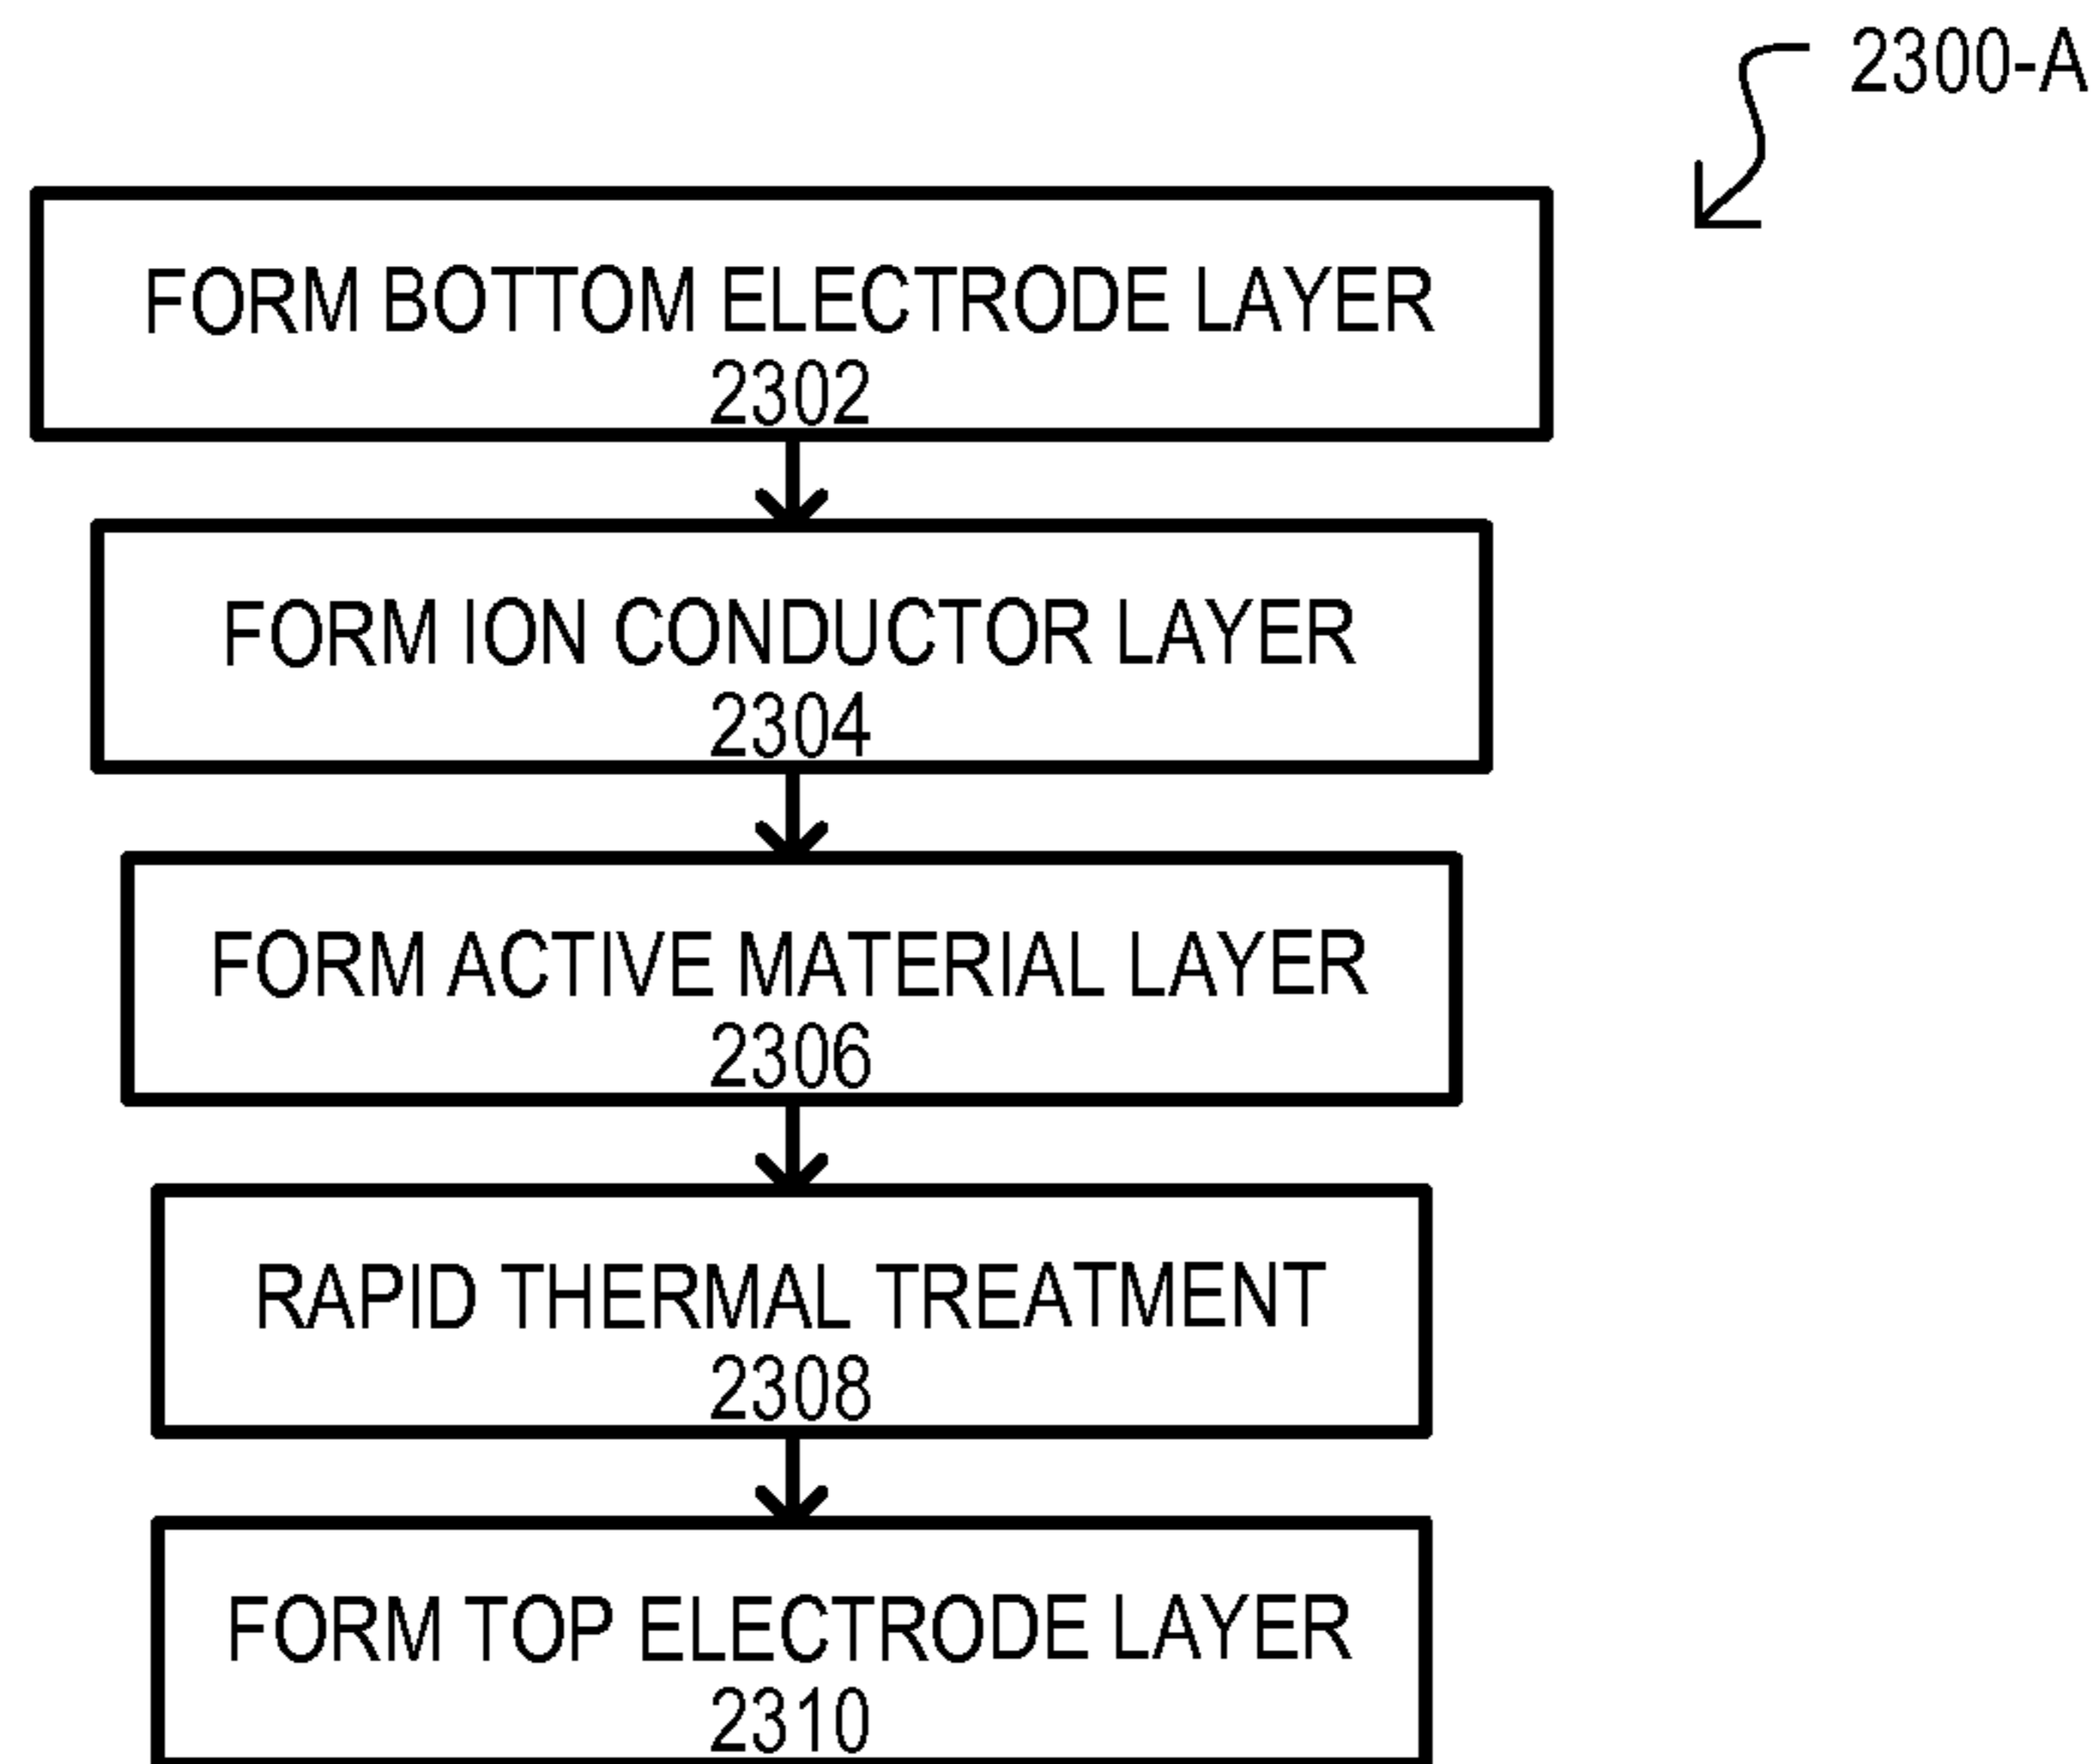 2300-A
FORM BOTTOM ELECTRODE LAYER
2302
FORM ION CONDUCTOR LAYER
2304
FORM ACTIVE MATERIAL LAYER
2306
RAPID THERMAL TREATMENT
2308
FORM TOP ELECTRODE LAYER
2310